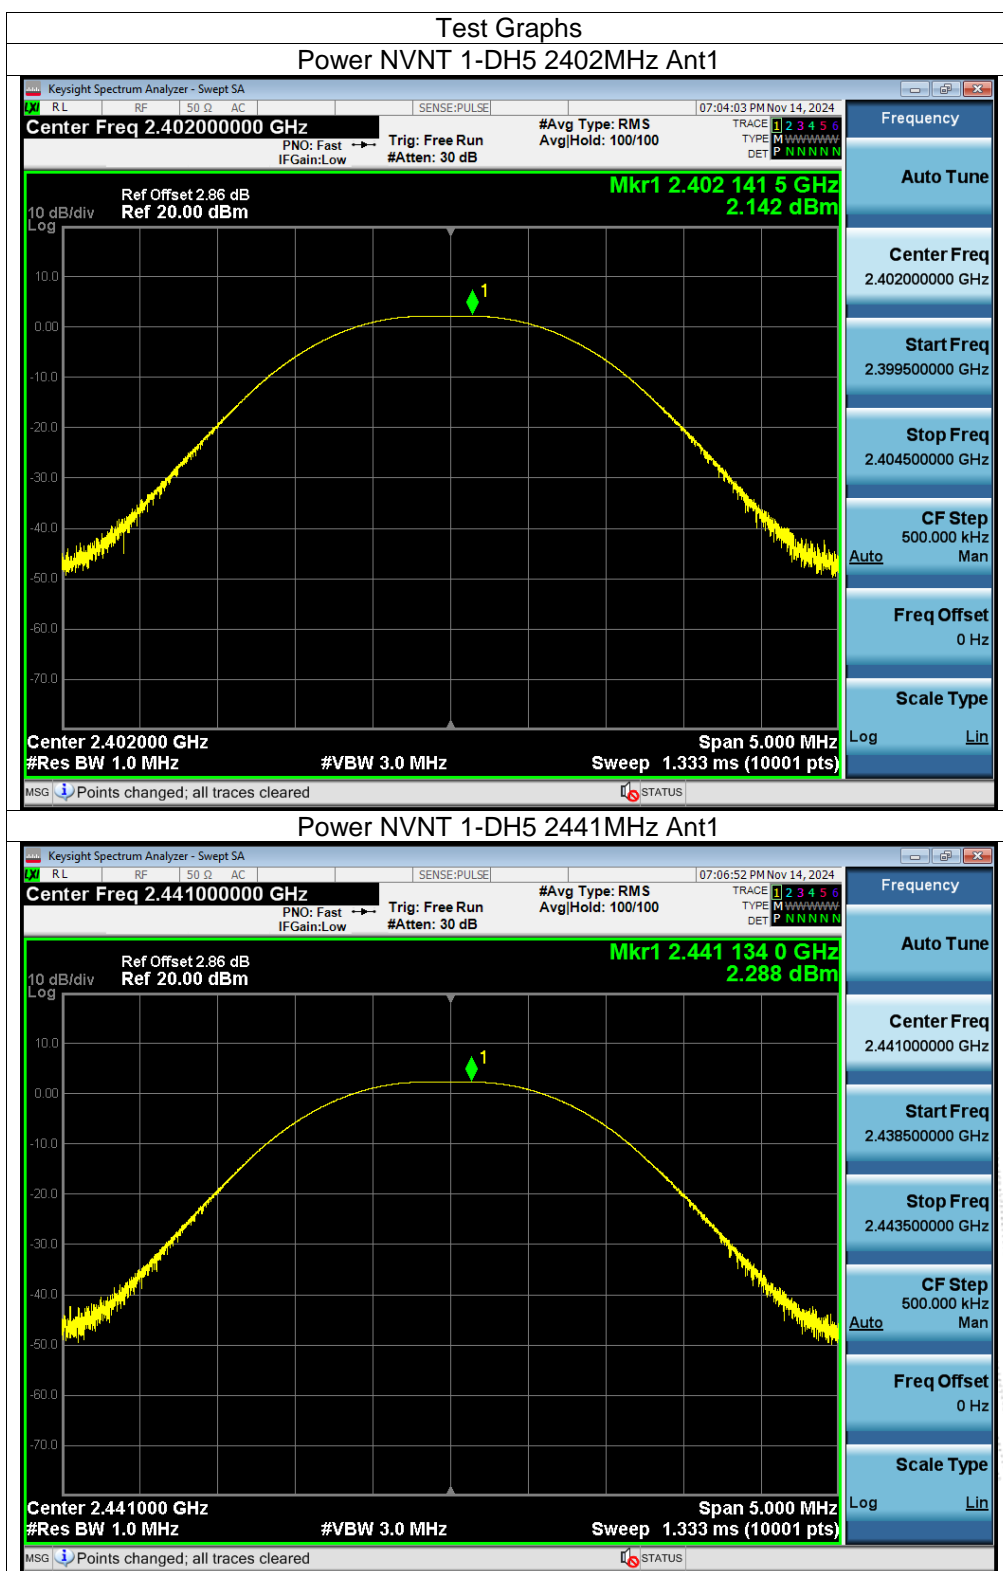 Test Graphs
Power NVNT 1-DH5 2402MHz Ant1
Keysight Spectrum Analyzer - Swept SA
LXI RL RF 50 Ω AC SENSE:PULSE 07:04:03 PM Nov 14, 2024
Center Freq 2.402000000 GHz #Avg Type: RMS TRACE 1 2 3 4 5 6 Frequency
PNO: Fast Trig: Free Run Avg|Hold: 100/100 TYPE M WWWWW
IFGain:Low #Atten: 30 dB DET P N N N N N
Auto Tune
Mkr1 2.402 141 5 GHz
Ref Offset 2.86 dB
10 dB/div Ref 20.00 dBm 2.142 dBm
Log
Center Freq
2.402000000 GHz
10.0
1
0.00
Start Freq
2.399500000 GHz
-10.0
-20.0
Stop Freq
2.404500000 GHz
-30.0
-40.0
CF Step
500.000 kHz
Auto Man
-50.0
-60.0
Freq Offset
0 Hz
-70.0
Scale Type
Log Lin
Center 2.402000 GHz Span 5.000 MHz
#Res BW 1.0 MHz #VBW 3.0 MHz Sweep 1.333 ms (10001 pts)
MSG Points changed; all traces cleared STATUS
Power NVNT 1-DH5 2441MHz Ant1
Keysight Spectrum Analyzer - Swept SA
LXI RL RF 50 Ω AC SENSE:PULSE 07:06:52 PM Nov 14, 2024
Center Freq 2.441000000 GHz #Avg Type: RMS TRACE 1 2 3 4 5 6 Frequency
PNO: Fast Trig: Free Run Avg|Hold: 100/100 TYPE M WWWWW
IFGain:Low #Atten: 30 dB DET P N N N N N
Auto Tune
Mkr1 2.441 134 0 GHz
Ref Offset 2.86 dB
10 dB/div Ref 20.00 dBm 2.288 dBm
Log
Center Freq
2.441000000 GHz
10.0
1
0.00
Start Freq
2.438500000 GHz
-10.0
-20.0
Stop Freq
2.443500000 GHz
-30.0
-40.0
CF Step
500.000 kHz
Auto Man
-50.0
-60.0
Freq Offset
0 Hz
-70.0
Scale Type
Log Lin
Center 2.441000 GHz Span 5.000 MHz
#Res BW 1.0 MHz #VBW 3.0 MHz Sweep 1.333 ms (10001 pts)
MSG Points changed; all traces cleared STATUS